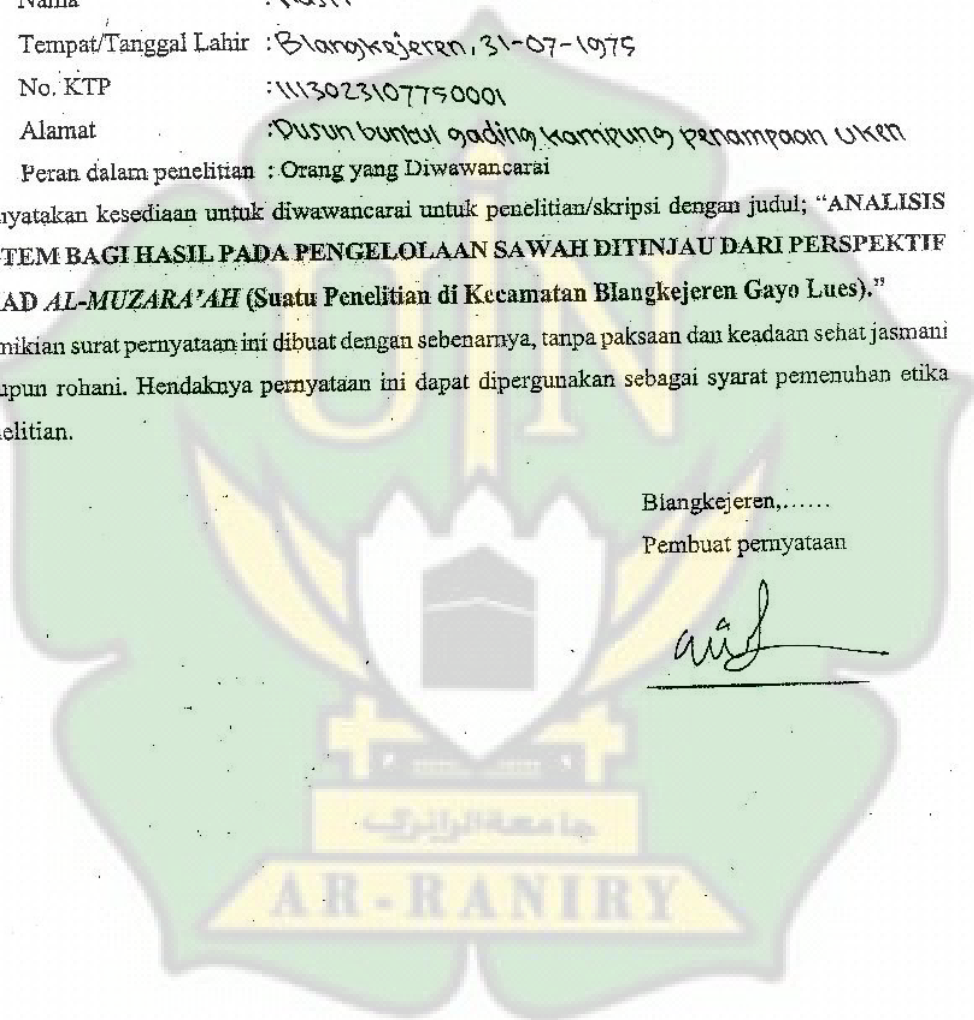 Nama :
Tempat/Tanggal Lahir : Blangkejeren, 31-07-1975
No. KTP : 1113023107750001
Alamat : Dusun buntul gading kampung penampaan uken
Peran dalam penelitian : Orang yang Diwawancarai
nyatakan kesediaan untuk diwawancarai untuk penelitian/skripsi dengan judul; “ANALISIS
TEM BAGI HASIL PADA PENGELOLAAN SAWAH DITINJAU DARI PERSPEKTIF
AD AL-MUZARA’AH (Suatu Penelitian di Kecamatan Blangkejeren Gayo Lues).”
mikian surat pernyataan ini dibuat dengan sebenarnya, tanpa paksaan dan keadaan sehat jasmani
upun rohani. Hendaknya pernyataan ini dapat dipergunakan sebagai syarat pemenuhan etika
elitian.
Blangkejeren,......
Pembuat pernyataan
UIN
جامعة الرانيري
AR-RANIRY